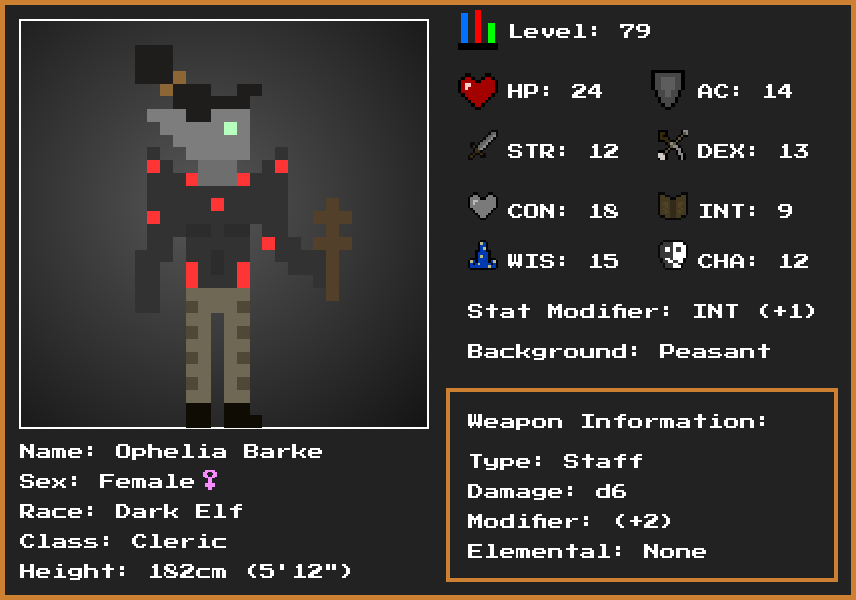 Level: 79
HP: 24
AC: 14
STR: 12
DEX: 13
CON: 18
INT: 9
WIS: 15
CHA: 12
Stat Modifier: INT (+1)
Background: Peasant
Weapon Information:
Type: Staff
Damage: d6
Modifier: (+2)
Elemental: None
Name: Ophelia Barke
Sex: Female♀
Race: Dark Elf
Class: Cleric
Height: 182cm (5'12")